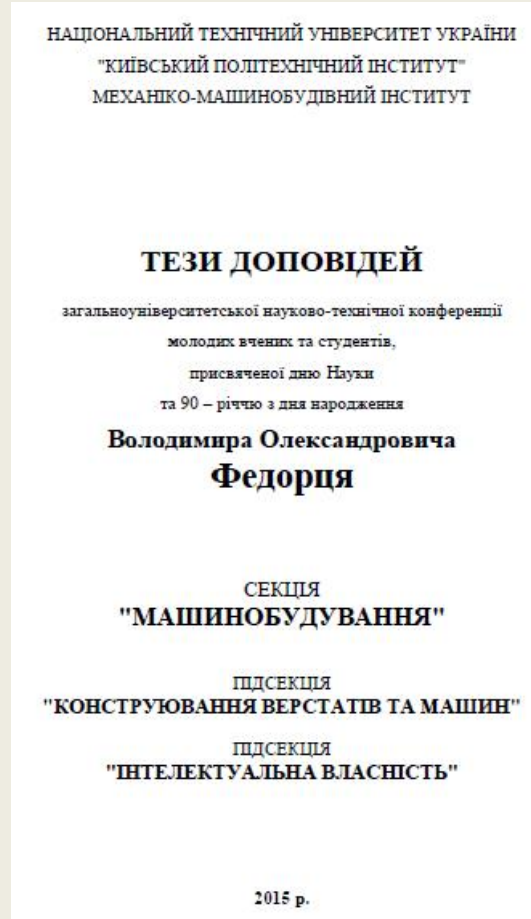 НАЦІОНАЛЬНИЙ ТЕХНІЧНИЙ УНІВЕРСИТЕТ УКРАЇНИ
"КИЇВСЬКИЙ ПОЛІТЕХНІЧНИЙ ІНСТИТУТ"
МЕХАНІКО-МАШИНОБУДІВНИЙ ІНСТИТУТ
ТЕЗИ ДОПОВІДЕЙ
загальноуніверситетської науково-технічної конференції
молодих вчених та студентів,
присвяченої дню Науки
та 90 – річчю з дня народження
Володимира Олександровича
Федорця
СЕКЦІЯ
"МАШИНОБУДУВАННЯ"
ПІДСЕКЦІЯ
"КОНСТРУЮВАННЯ ВЕРСТАТІВ ТА МАШИН"
ПІДСЕКЦІЯ
"ІНТЕЛЕКТУАЛЬНА ВЛАСНІСТЬ"
2015 р.